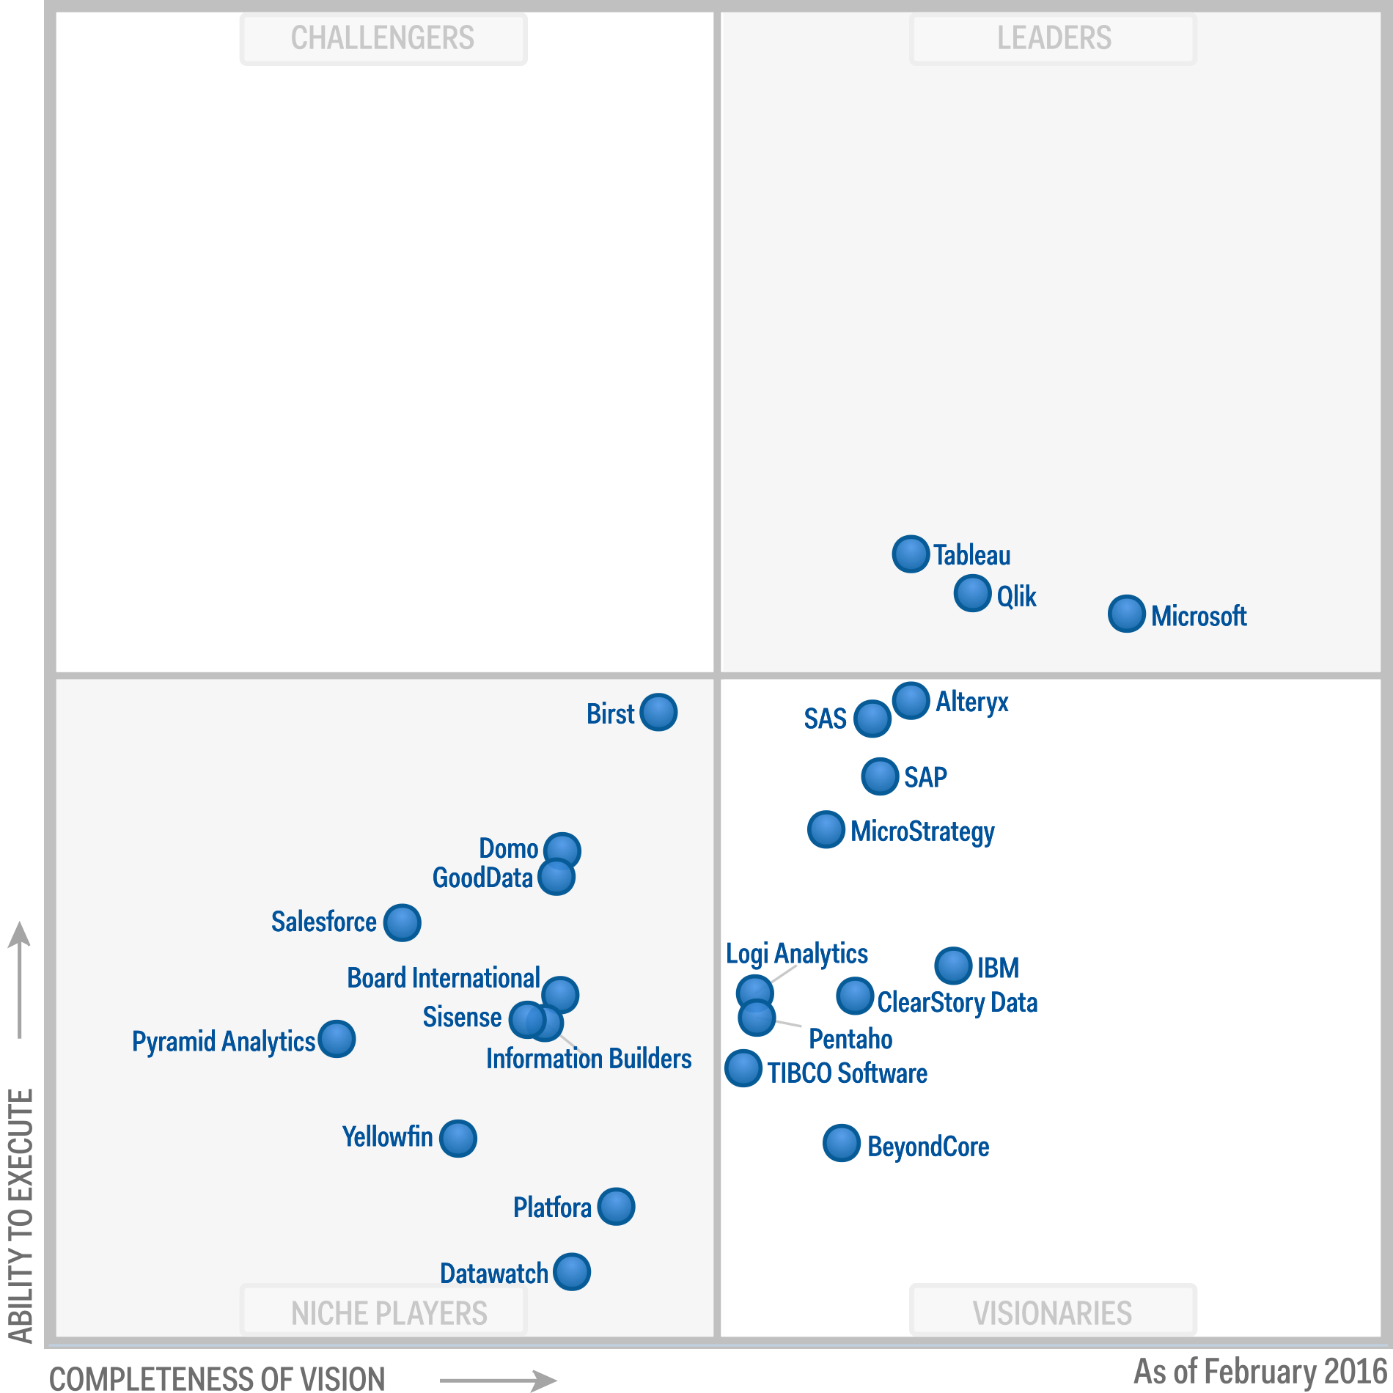 CHALLENGERS
LEADERS
Tableau
Qlik
Microsoft
Birst
SAS
Alteryx
SAP
MicroStrategy
Domo
GoodData
Salesforce
Board International
Sisense
Pyramid Analytics
Information Builders
Yellowfin
Platfora
Datawatch
Logi Analytics
IBM
ClearStory Data
Pentaho
TIBCO Software
BeyondCore
NICHE PLAYERS
VISIONARIES
ABILITY TO EXECUTE
COMPLETENESS OF VISION
As of February 2016